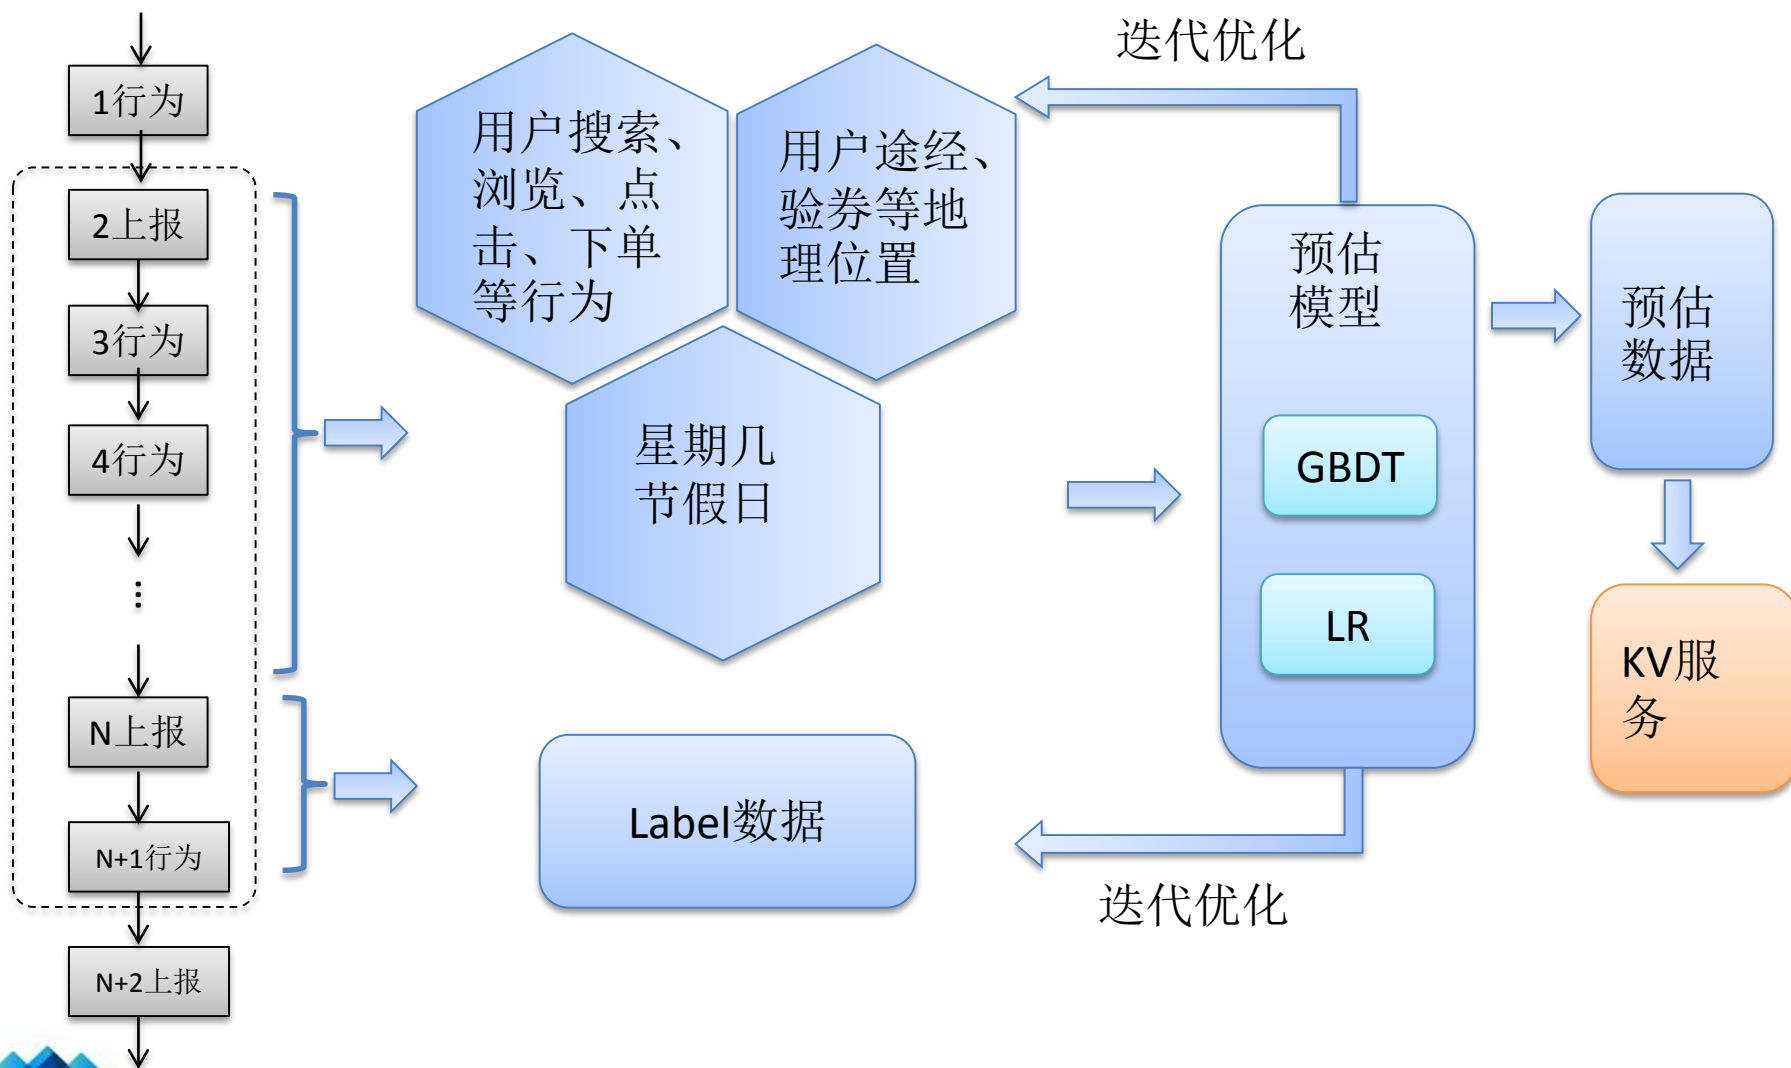 1行为
2上报
3行为
4行为
...
N上报
N+1行为
N+2上报
用户搜索、
浏览、点
击、下单
等行为
用户途经、
验券等地
理位置
星期几
节假日
Label数据
迭代优化
预估
模型
GBDT
LR
迭代优化
预估
数据
KV服
务